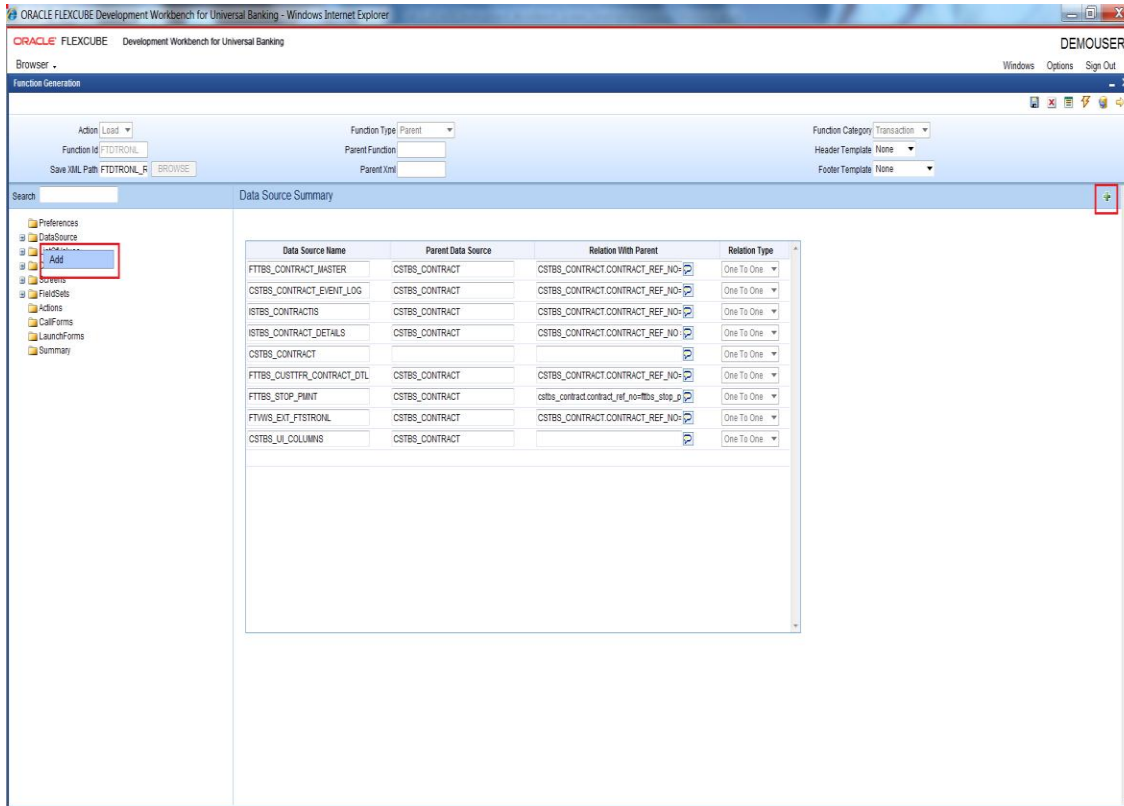 ORACLE FLEXCUBE Development Workbench for Universal Banking - Windows Internet Explorer
ORACLE FLEXCUBE Development Workbench for Universal Banking
DEMOUSER
Browser
Windows Options Sign Out
Function Generation
Action Load Function Type Parent Function Category Transaction
Function Id FTDTRONL Parent Function Header Template None
Save XML Path FTDTRONL_R BROWSE Parent Xml Footer Template None
Search Data Source Summary
Preferences
DataSource
Add
Screens
FieldSets
Actions
CallForms
LaunchForms
Summary
Data Source Name Parent Data Source Relation With Parent Relation Type
FTTBS_CONTRACT_MASTER CSTBS_CONTRACT CSTBS_CONTRACT.CONTRACT_REF_NO= One To One
CSTBS_CONTRACT_EVENT_LOG CSTBS_CONTRACT CSTBS_CONTRACT.CONTRACT_REF_NO= One To One
ISTBS_CONTRACTIS CSTBS_CONTRACT CSTBS_CONTRACT.CONTRACT_REF_NO= One To One
ISTBS_CONTRACT_DETAILS CSTBS_CONTRACT CSTBS_CONTRACT.CONTRACT_REF_NO One To One
CSTBS_CONTRACT One To One
FTTBS_CUSTTFR_CONTRACT_DTL CSTBS_CONTRACT CSTBS_CONTRACT.CONTRACT_REF_NO= One To One
FTTBS_STOP_PMNT CSTBS_CONTRACT cstbs_contract.contract_ref_no=fttbs_stop_p One To One
FTVWS_EXT_FTSTRONL CSTBS_CONTRACT CSTBS_CONTRACT.CONTRACT_REF_NO= One To One
CSTBS_UI_COLUMNS CSTBS_CONTRACT One To One